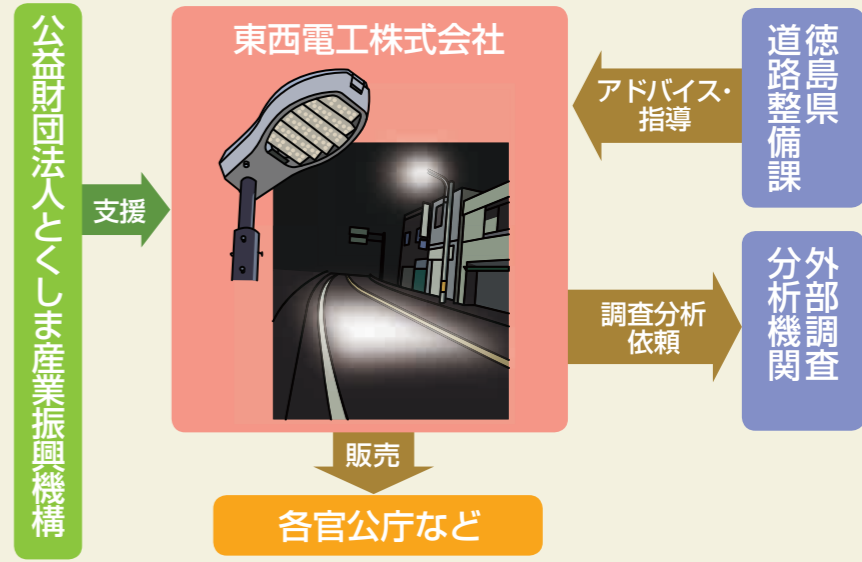 公益財団法人とくしま産業振興機構
支援
東西電工株式会社
アドバイス・
指導
徳島県
道路整備課
調査分析
依頼
外部調査
分析機関
販売
各官公庁など